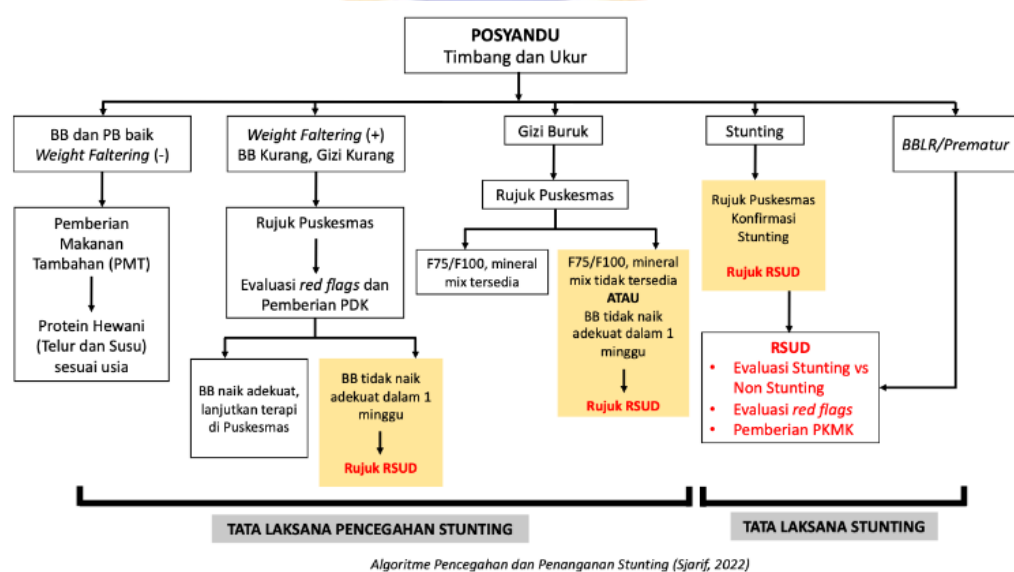 POSYANDU
Timbang dan Ukur
BB dan PB baik
Weight Faltering (-)
Pemberian
Makanan
Tambahan (PMT)
Protein Hewani
(Telur dan Susu)
sesuai usia
Weight Faltering (+)
BB Kurang, Gizi Kurang
Rujuk Puskesmas
Evaluasi red flags dan
Pemberian PDK
BB naik adekuat,
lanjutkan terapi
di Puskesmas
BB tidak naik
adekuat dalam 1
minggu
Rujuk RSUD
Gizi Buruk
Rujuk Puskesmas
F75/F100, mineral
mix tersedia
F75/F100, mineral
mix tidak tersedia
ATAU
BB tidak naik
adekuat dalam 1
minggu
Rujuk RSUD
Stunting
Rujuk Puskesmas
Konfirmasi
Stunting
Rujuk RSUD
BBLR/Prematur
RSUD
• Evaluasi Stunting vs
Non Stunting
• Evaluasi red flags
• Pemberian PKMK
TATA LAKSANA PENCEGAHAN STUNTING
TATA LAKSANA STUNTING
Algoritme Pencegahan dan Penanganan Stunting (Sjarif, 2022)